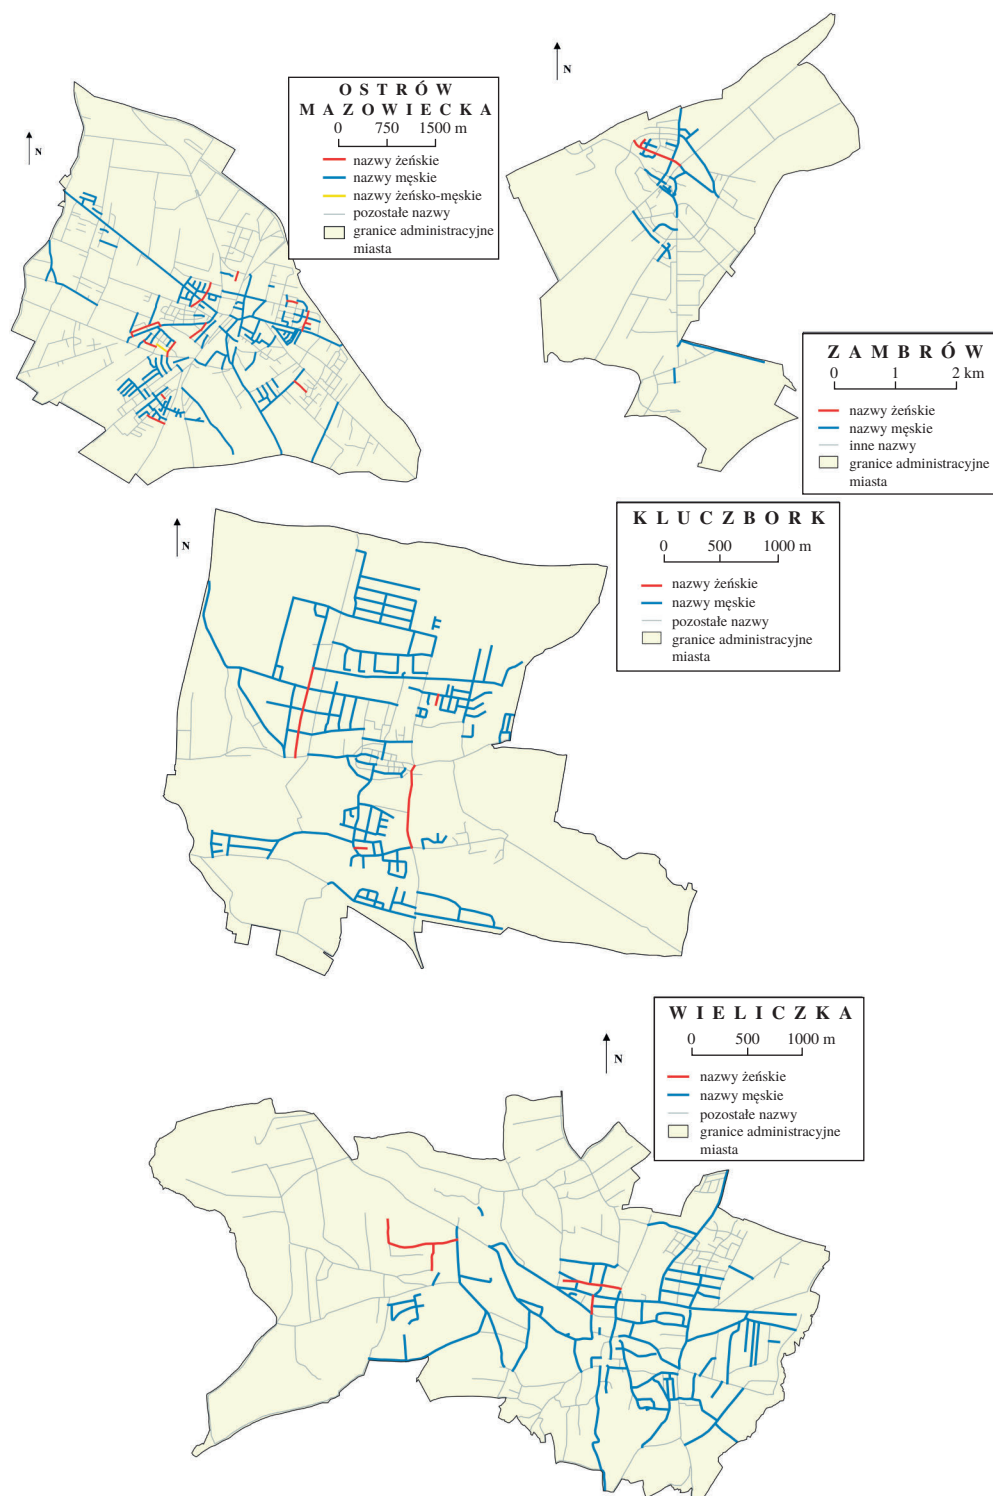 O S T R Ó W
M A Z O W I E C K A
0 750 1500 m
nazwy żeńskie
nazwy męskie
nazwy żeńsko-męskie
pozostałe nazwy
granice administracyjne
miasta
N
N
Z A M B R Ó W
0 1 2 km
nazwy żeńskie
nazwy męskie
inne nazwy
granice administracyjne
miasta
K L U C Z B O R K
0 500 1000 m
nazwy żeńskie
nazwy męskie
pozostałe nazwy
granice administracyjne
miasta
N
W I E L I C Z K A
0 500 1000 m
nazwy żeńskie
nazwy męskie
pozostałe nazwy
granice administracyjne
miasta
N